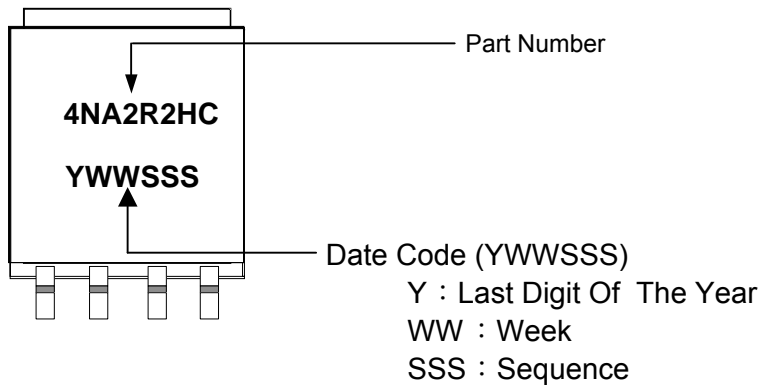 Part Number
4NA2R2HC
YWWSSS
Date Code (YWWSSS)
Y：Last Digit Of The Year
WW：Week
SSS：Sequence